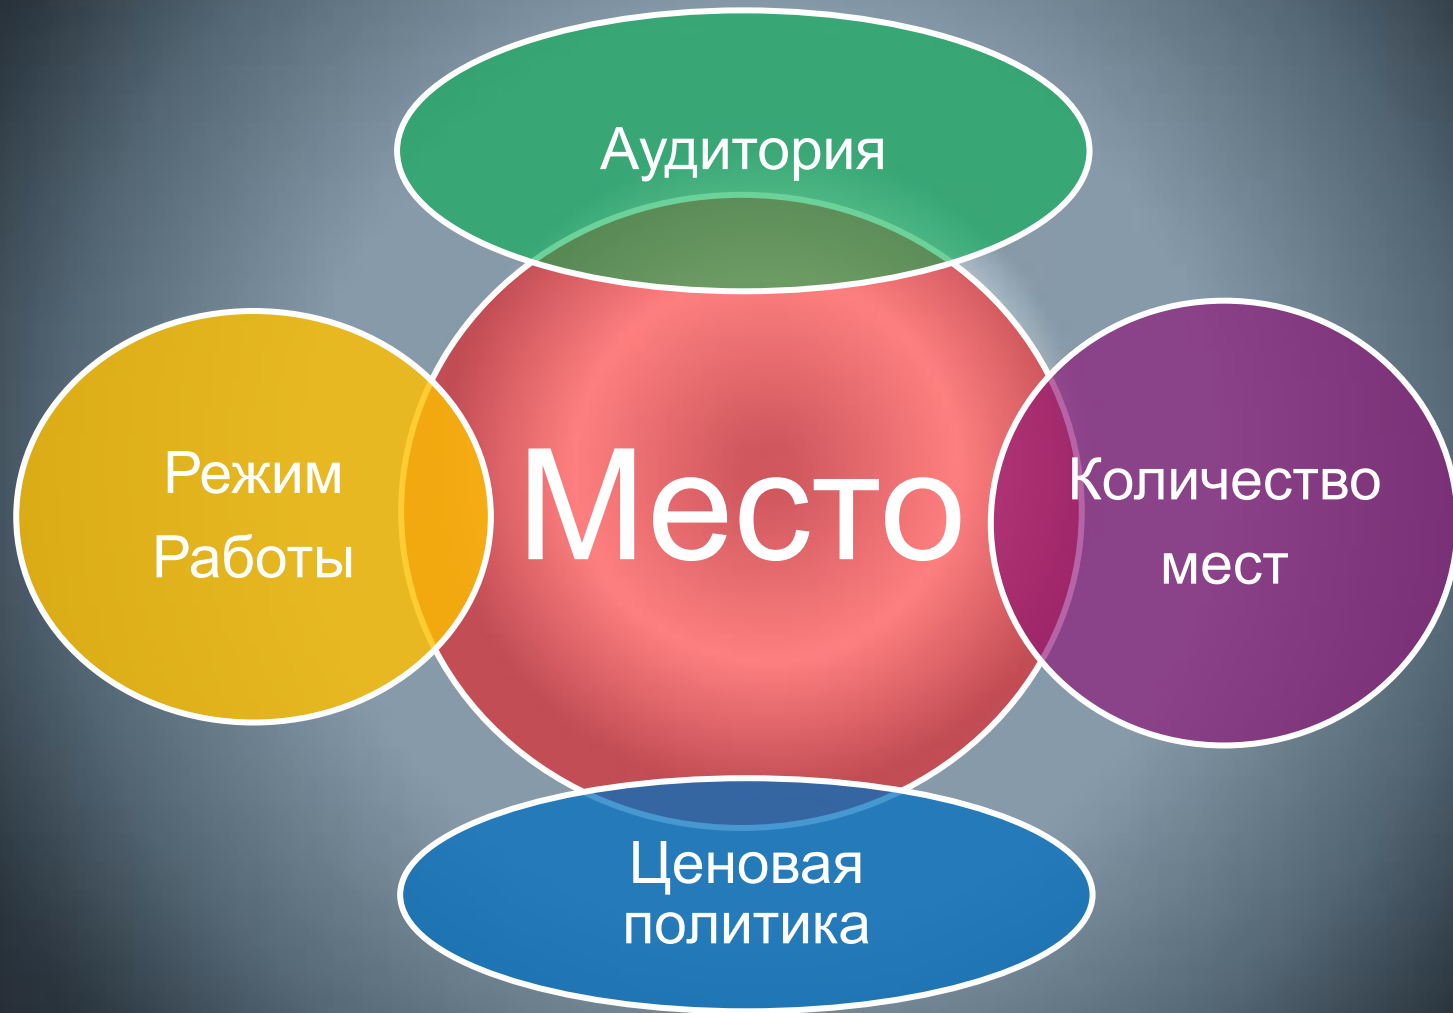 Аудитория
Режим
Работы
Место
Количество
мест
Ценовая
политика